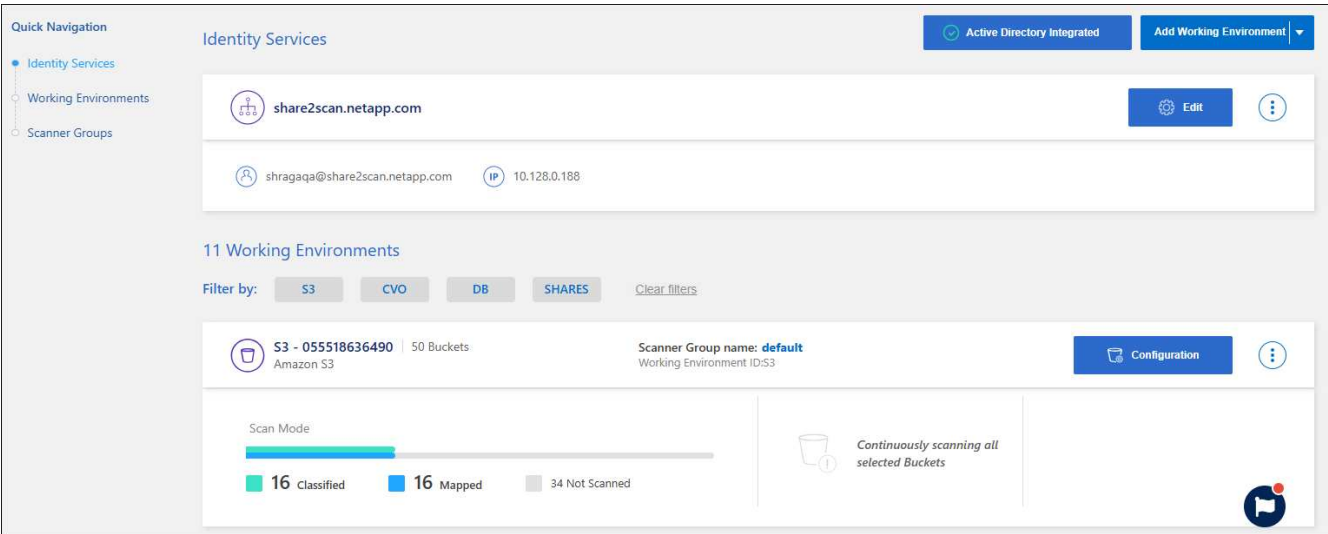 Quick Navigation
Identity Services
Working Environments
Scanner Groups
Identity Services
Active Directory Integrated
Add Working Environment
share2scan.netapp.com
Edit
shragaqa@share2scan.netapp.com
IP
10.128.0.188
11 Working Environments
Filter by: S3 CVO DB SHARES Clear filters
S3 - 055518636490 | 50 Buckets
Amazon S3
Scanner Group name: default
Working Environment ID:S3
Configuration
Scan Mode
16 Classified
16 Mapped
34 Not Scanned
Continuously scanning all
selected Buckets